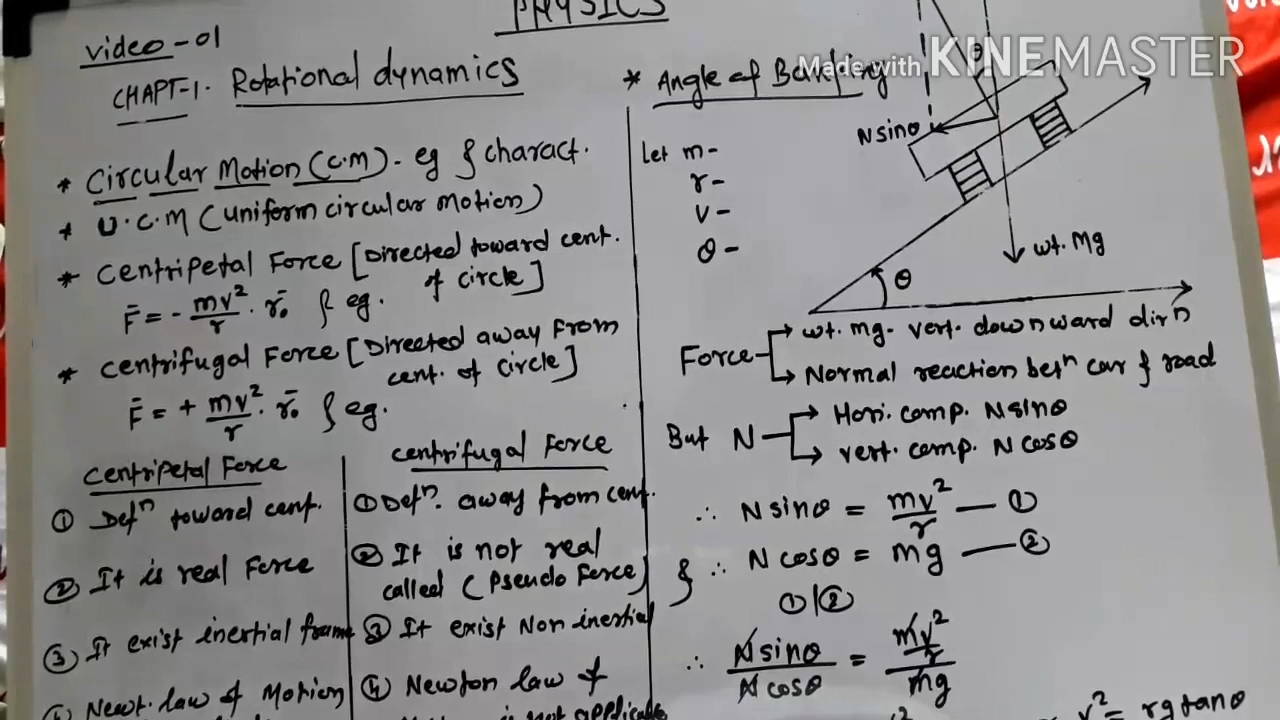 PHYSICS
video-01
CHAPT-1. Rotational dynamics
* Circular Motion (C.M)- eg & charact.
* U.C.M (uniform circular motion)
* Centripetal Force [Directed toward cent. of circle]
F̄ = - mv²/r · r̄₀ & eg.
* Centrifugal Force [Directed away From cent. of circle]
F̄ = + mv²/r · r̄₀ & eg.
Centripetal Force
① Defⁿ toward cent.
② It is real Force
③ It exist inertial frame
④ Newt. law of Motion
centrifugal Force
① Defⁿ. away from cent.
② It is not real
called (Pseudo Force)
③ It exist Non inertial
④ Newton law of
is not applicable
Made with KINEMASTER
* Angle of Banking
θ
N sinθ
Let m-
r-
v-
θ-
wt. Mg
θ
Force → wt. mg- vert. downward dirⁿ
→ Normal reaction betⁿ car & road
But N → Hori. comp. N sinθ
→ vert. comp. N cosθ
∴ N sinθ = mv²/r — ①
& ∴ N cosθ = mg — ②
①/②
∴ N sinθ / N cosθ = mv²/r / mg
v² = rg tanθ